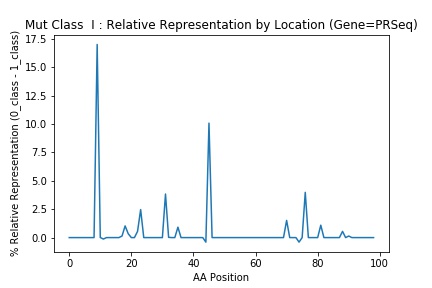 Mut Class  I : Relative Representation by Location (Gene=PRSeq)
% Relative Representation (0_class - 1_class)
17.5
15.0
12.5
10.0
7.5
5.0
2.5
0.0
0 20 40 60 80 100
AA Position